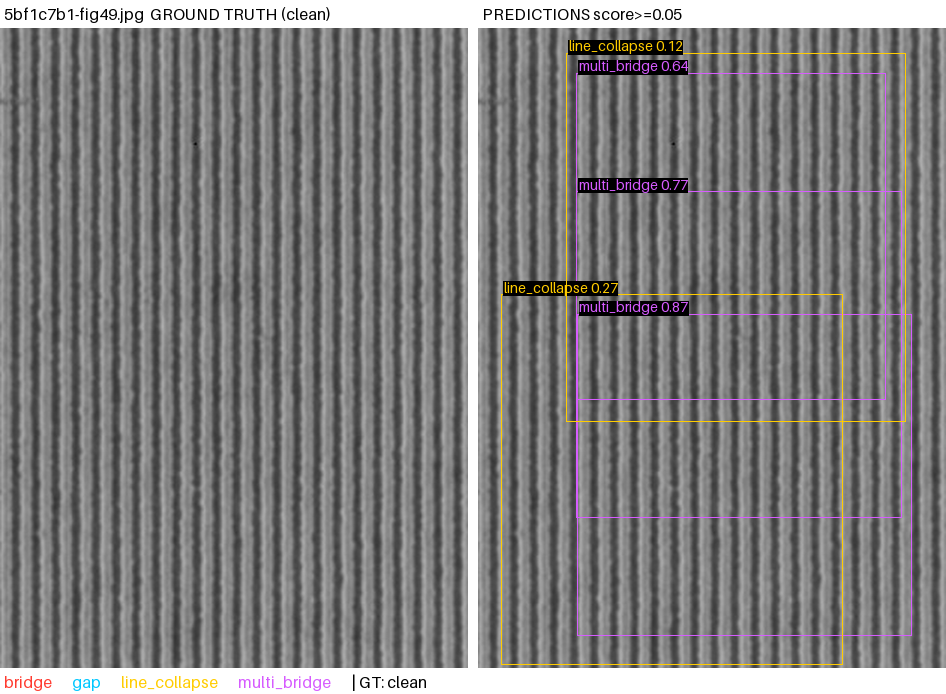 5bf1c7b1-fig49.jpg GROUND TRUTH (clean)
PREDICTIONS score>=0.05
line_collapse 0.12
multi_bridge 0.64
multi_bridge 0.77
line_collapse 0.27
multi_bridge 0.87
bridge gap line_collapse multi_bridge | GT: clean